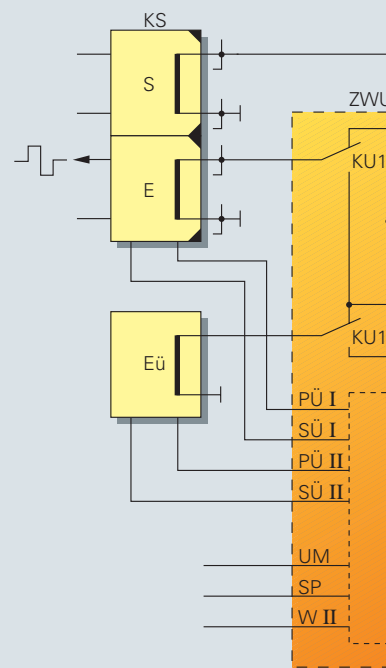 KS
S
ZWU
E
KU1
Eü
KU1
PÜ I
SÜ I
PÜ II
SÜ II
UM
SP
W II